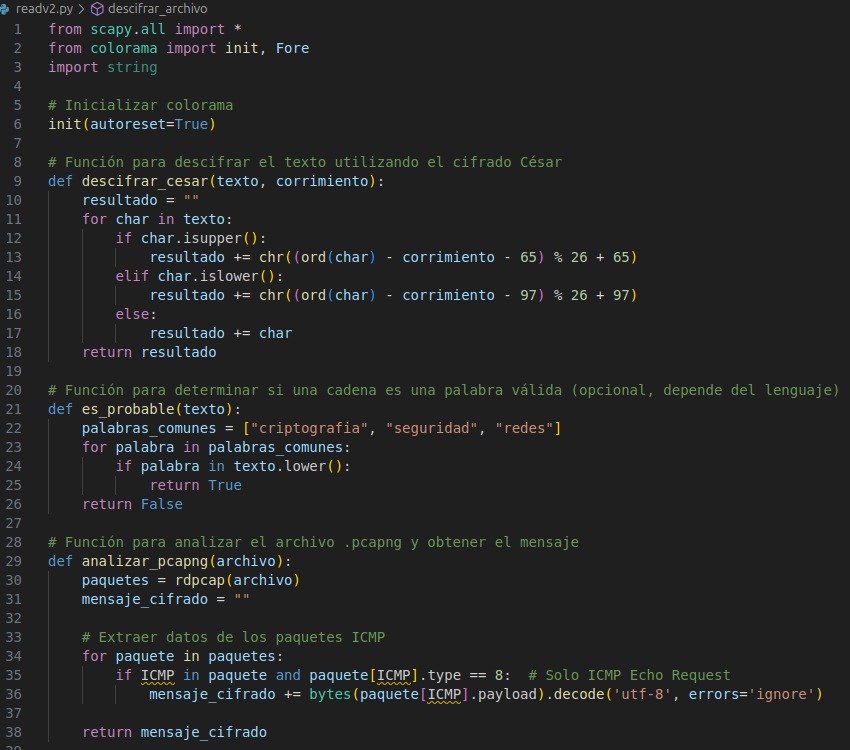 readv2.py > descifrar_archivo
1 from scapy.all import *
2 from colorama import init, Fore
3 import string
4
5 # Inicializar colorama
6 init(autoreset=True)
7
8 # Función para descifrar el texto utilizando el cifrado César
9 def descifrar_cesar(texto, corrimiento):
10     resultado = ""
11     for char in texto:
12         if char.isupper():
13             resultado += chr((ord(char) - corrimiento - 65) % 26 + 65)
14         elif char.islower():
15             resultado += chr((ord(char) - corrimiento - 97) % 26 + 97)
16         else:
17             resultado += char
18     return resultado
19
20 # Función para determinar si una cadena es una palabra válida (opcional, depende del lenguaje)
21 def es_probable(texto):
22     palabras_comunes = ["criptografia", "seguridad", "redes"]
23     for palabra in palabras_comunes:
24         if palabra in texto.lower():
25             return True
26     return False
27
28 # Función para analizar el archivo .pcapng y obtener el mensaje
29 def analizar_pcapng(archivo):
30     paquetes = rdpcap(archivo)
31     mensaje_cifrado = ""
32
33     # Extraer datos de los paquetes ICMP
34     for paquete in paquetes:
35         if ICMP in paquete and paquete[ICMP].type == 8:  # Solo ICMP Echo Request
36             mensaje_cifrado += bytes(paquete[ICMP].payload).decode('utf-8', errors='ignore')
37
38     return mensaje_cifrado